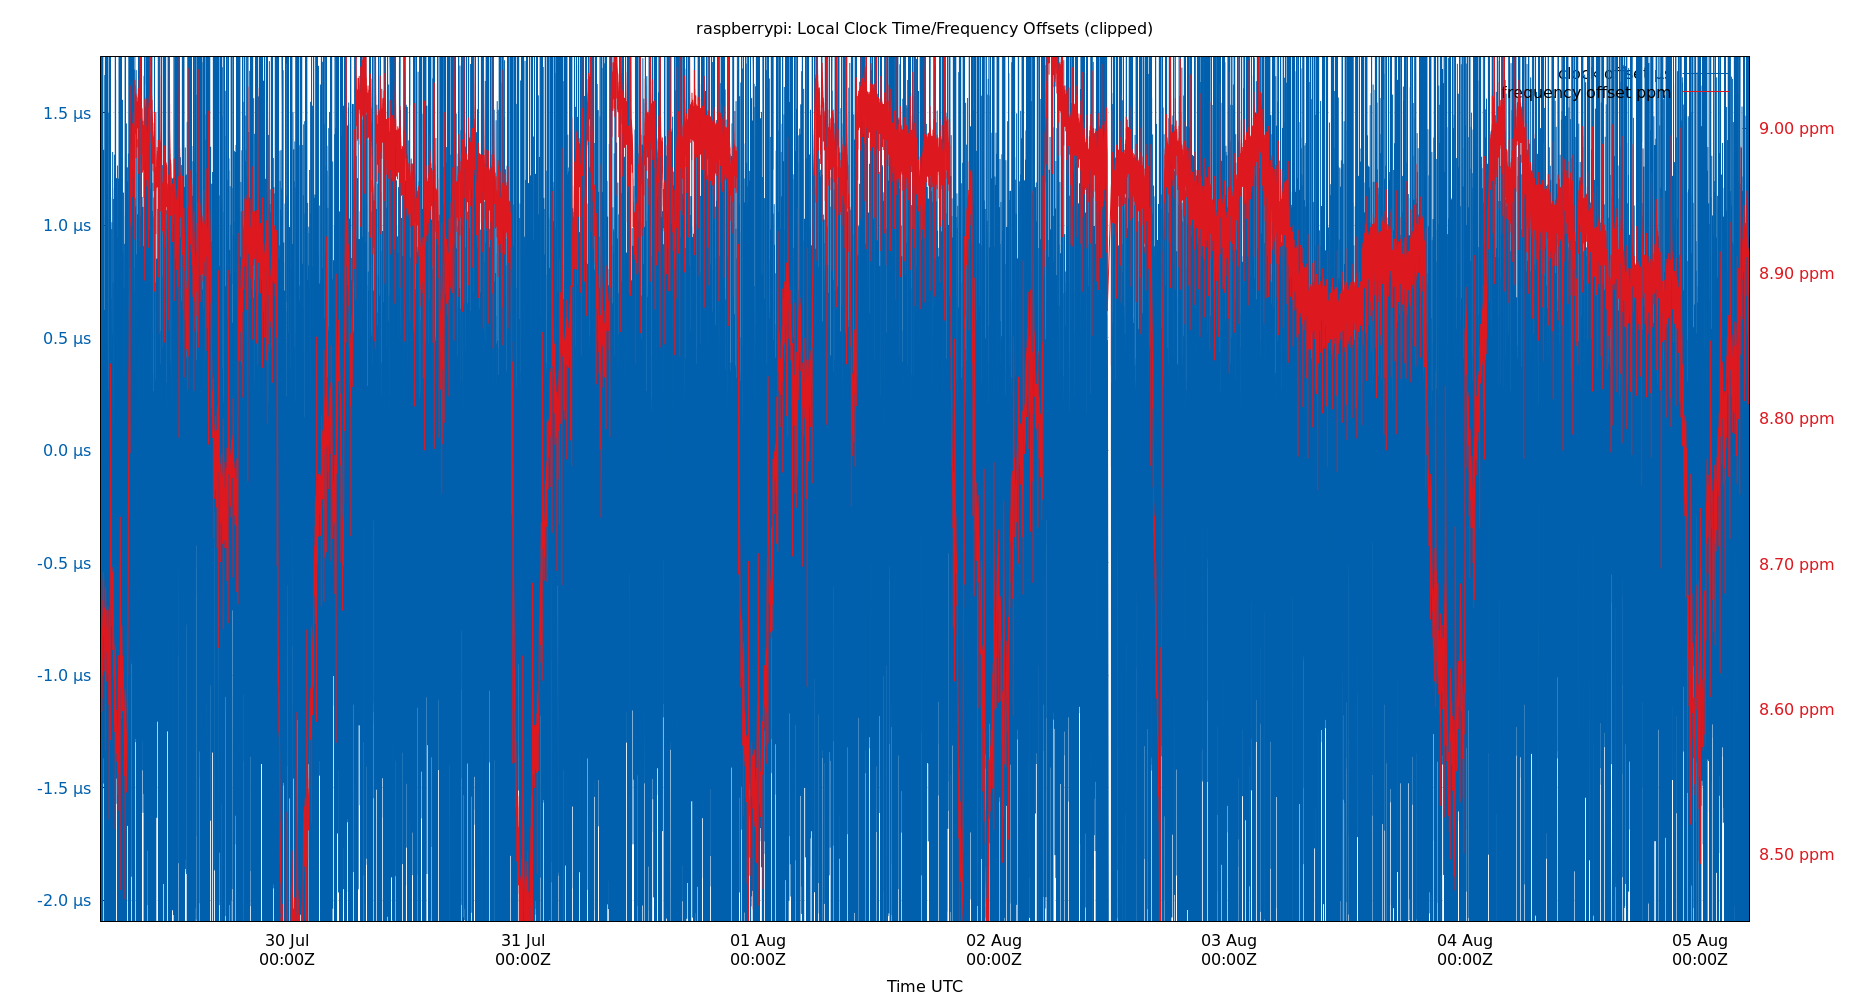 raspberrypi: Local Clock Time/Frequency Offsets (clipped)
clock offset µs
frequency offset ppm
1.5 µs
1.0 µs
0.5 µs
0.0 µs
-0.5 µs
-1.0 µs
-1.5 µs
-2.0 µs
9.00 ppm
8.90 ppm
8.80 ppm
8.70 ppm
8.60 ppm
8.50 ppm
30 Jul
00:00Z
31 Jul
00:00Z
01 Aug
00:00Z
02 Aug
00:00Z
03 Aug
00:00Z
04 Aug
00:00Z
05 Aug
00:00Z
Time UTC